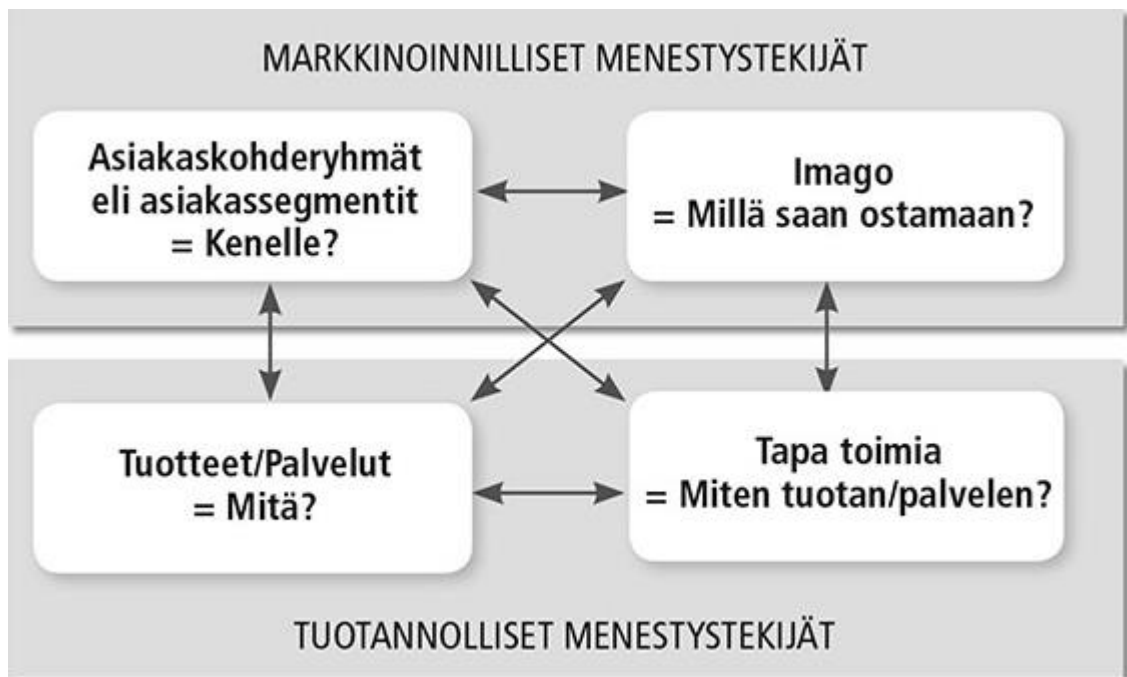 MARKKINOINNILLISET MENESTYSTEKIJÄT
Asiakaskohderyhmät
eli asiakassegmentit
= Kenelle?
Imago
= Millä saan ostamaan?
Tuotteet/Palvelut
= Mitä?
Tapa toimia
= Miten tuotan/palvelen?
TUOTANNOLLISET MENESTYSTEKIJÄT